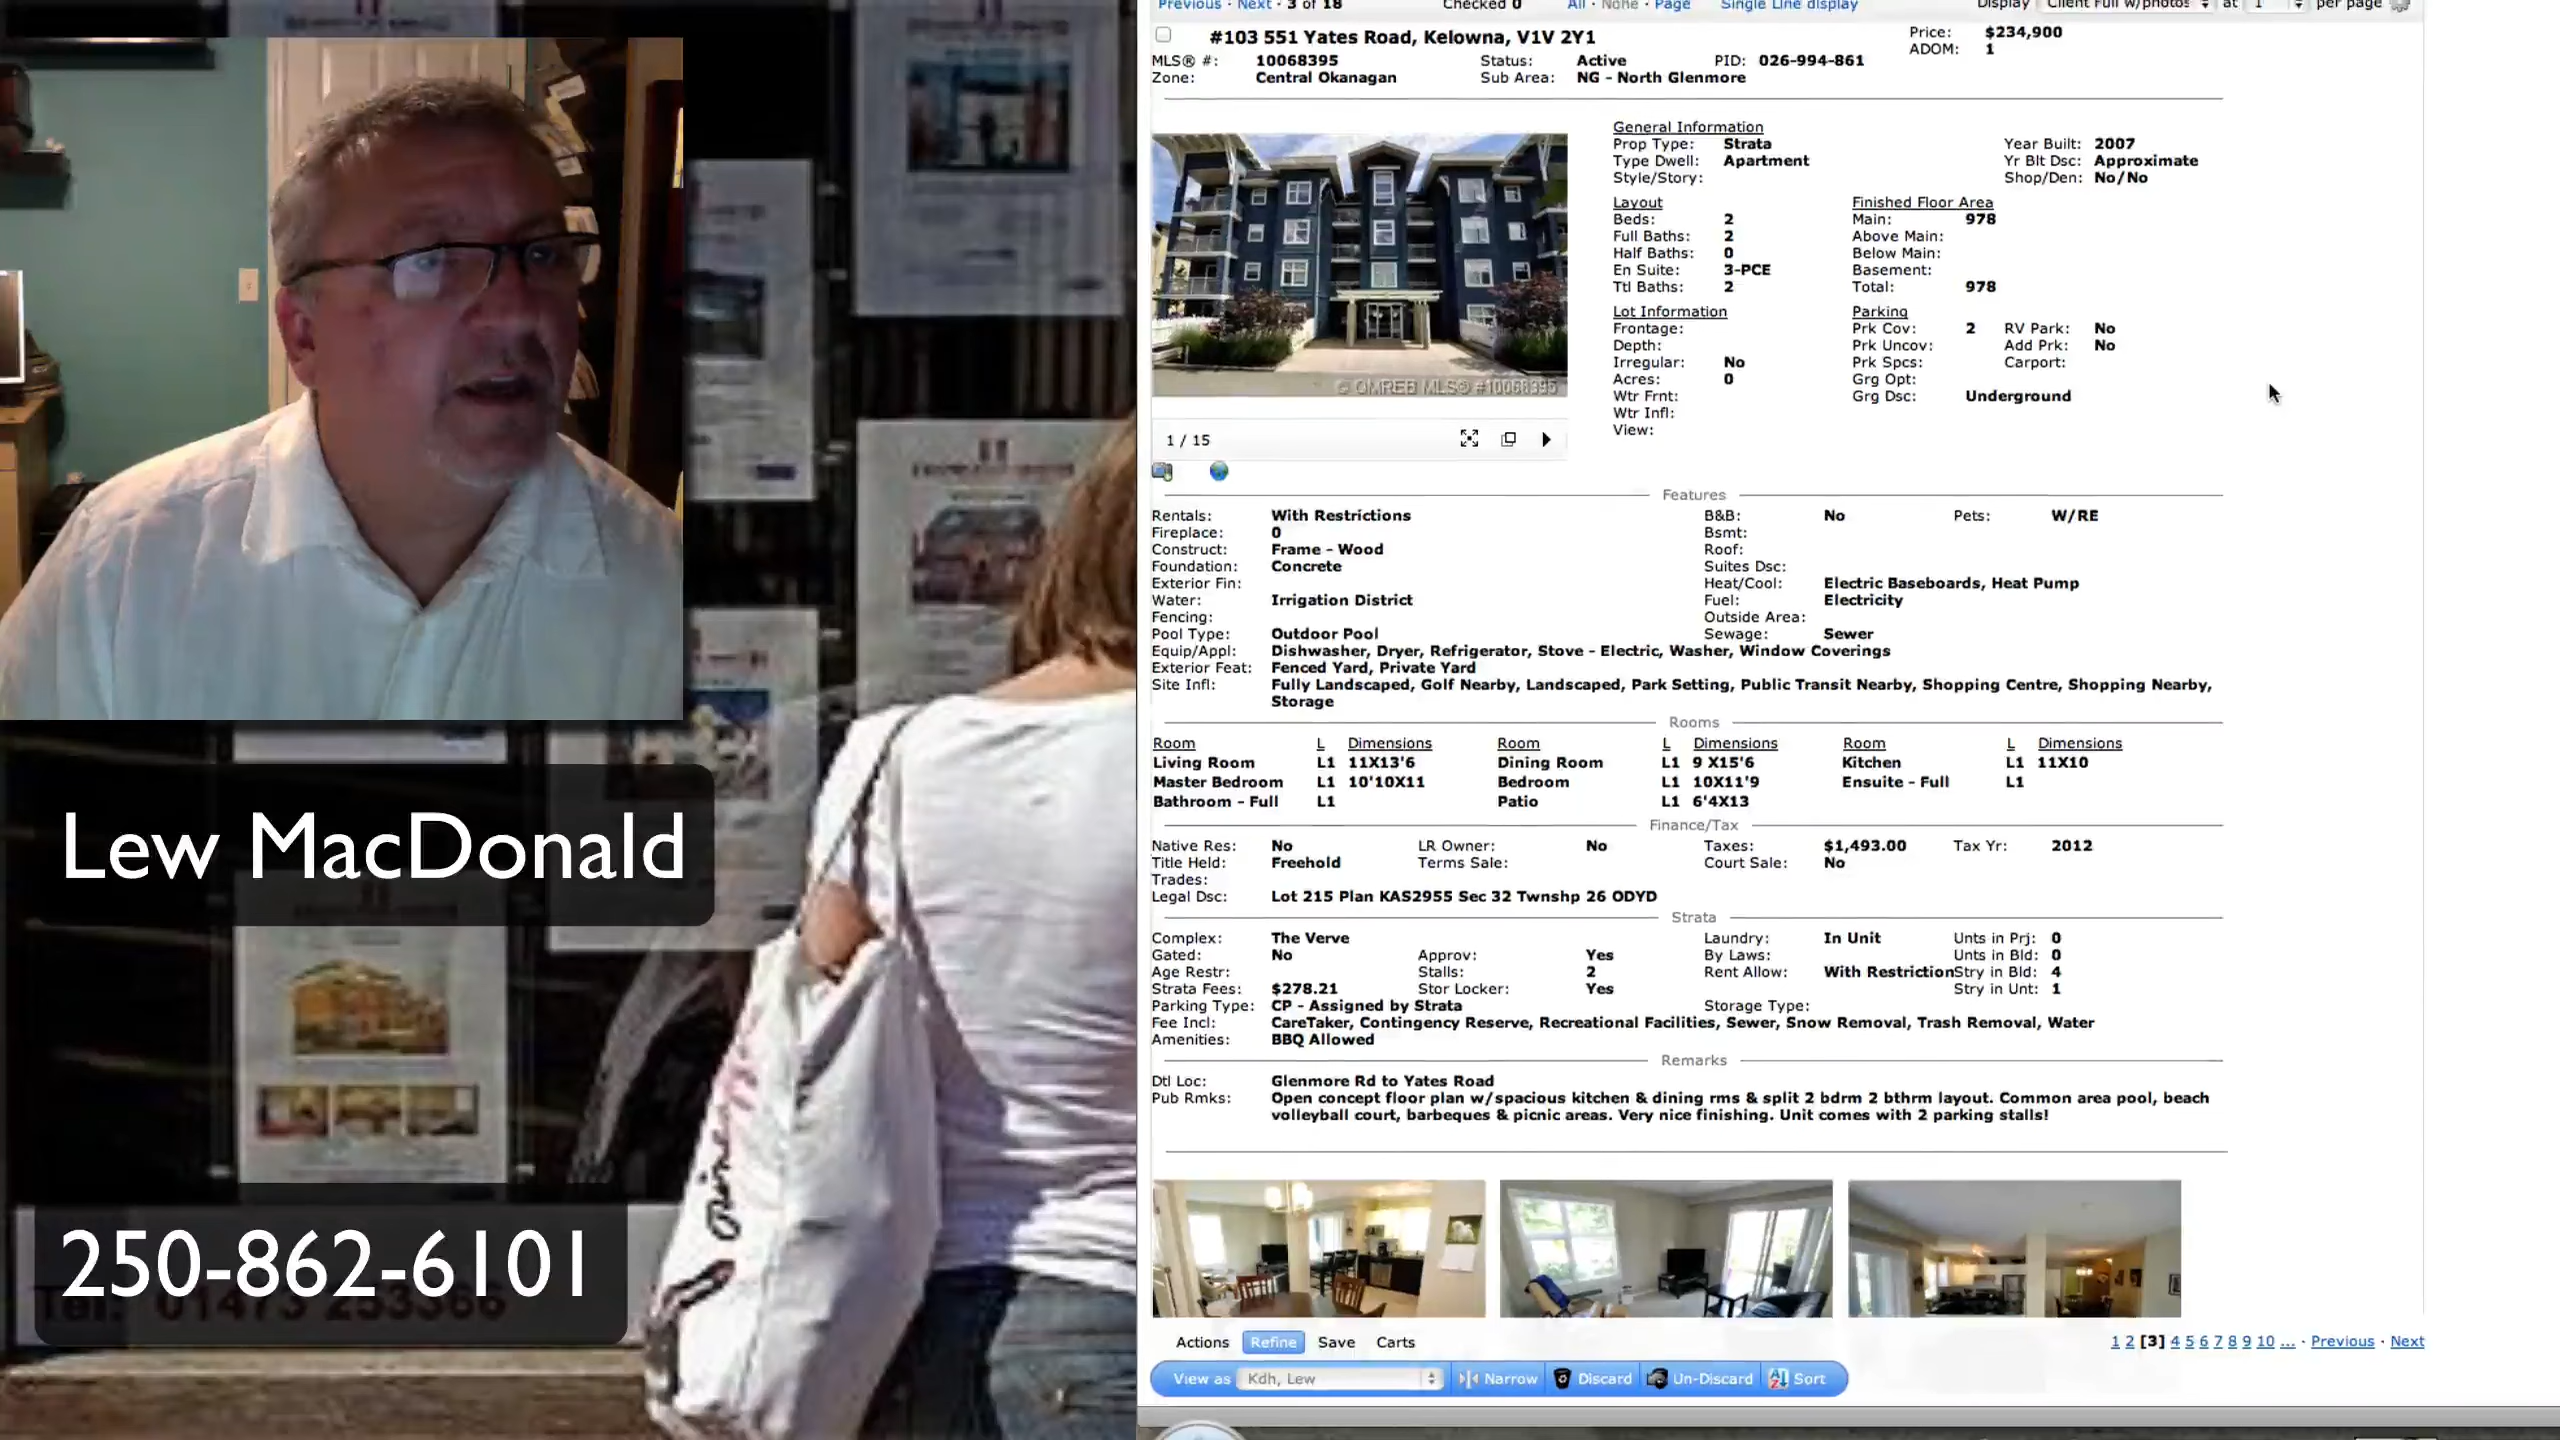 Previous · Next · 3 of 18 Checked 0 All · None · Page Single Line display Display Client Full w/photos at 1 per page
#103 551 Yates Road, Kelowna, V1V 2Y1 Price: $234,900
ADOM: 1
MLS® #: 10068395 Status: Active PID: 026-994-861
Zone: Central Okanagan Sub Area: NG - North Glenmore
General Information
Prop Type: Strata Year Built: 2007
Type Dwell: Apartment Yr Blt Dsc: Approximate
Style/Story: Shop/Den: No/No
Layout Finished Floor Area
Beds: 2 Main: 978
Full Baths: 2 Above Main:
Half Baths: 0 Below Main:
En Suite: 3-PCE Basement:
Ttl Baths: 2 Total: 978
Lot Information Parking
Frontage: Prk Cov: 2 RV Park: No
Depth: Prk Uncov: Add Prk: No
Irregular: No Prk Spcs: Carport:
Acres: 0 Grg Opt:
Wtr Frnt: Grg Dsc: Underground
Wtr Infl:
View:
© OMREB MLS® #10068395
1 / 15
Features
Rentals: With Restrictions B&B: No Pets: W/RE
Fireplace: 0 Bsmt:
Construct: Frame - Wood Roof:
Foundation: Concrete Suites Dsc:
Exterior Fin: Heat/Cool: Electric Baseboards, Heat Pump
Water: Irrigation District Fuel: Electricity
Fencing: Outside Area:
Pool Type: Outdoor Pool Sewage: Sewer
Equip/Appl: Dishwasher, Dryer, Refrigerator, Stove - Electric, Washer, Window Coverings
Exterior Feat: Fenced Yard, Private Yard
Site Infl: Fully Landscaped, Golf Nearby, Landscaped, Park Setting, Public Transit Nearby, Shopping Centre, Shopping Nearby,
Storage
Rooms
Room L Dimensions Room L Dimensions Room L Dimensions
Living Room L1 11X13'6 Dining Room L1 9 X15'6 Kitchen L1 11X10
Master Bedroom L1 10'10X11 Bedroom L1 10X11'9 Ensuite - Full L1
Bathroom - Full L1 Patio L1 6'4X13
Finance/Tax
Native Res: No LR Owner: No Taxes: $1,493.00 Tax Yr: 2012
Title Held: Freehold Terms Sale: Court Sale: No
Trades:
Legal Dsc: Lot 215 Plan KAS2955 Sec 32 Twnshp 26 ODYD
Strata
Complex: The Verve Laundry: In Unit Unts in Prj: 0
Gated: No Approv: Yes By Laws: Unts in Bld: 0
Age Restr: Stalls: 2 Rent Allow: With Restriction Stry in Bld: 4
Strata Fees: $278.21 Stor Locker: Yes Stry in Unt: 1
Parking Type: CP - Assigned by Strata Storage Type:
Fee Incl: CareTaker, Contingency Reserve, Recreational Facilities, Sewer, Snow Removal, Trash Removal, Water
Amenities: BBQ Allowed
Remarks
Dtl Loc: Glenmore Rd to Yates Road
Pub Rmks: Open concept floor plan w/spacious kitchen & dining rms & split 2 bdrm 2 bthrm layout. Common area pool, beach
volleyball court, barbeques & picnic areas. Very nice finishing. Unit comes with 2 parking stalls!
Actions Refine Save Carts 1 2 [3] 4 5 6 7 8 9 10 ... · Previous · Next
View as Kdh, Lew Narrow Discard Un-Discard Sort
Lew MacDonald
250-862-6101
Tel: 01473 253366